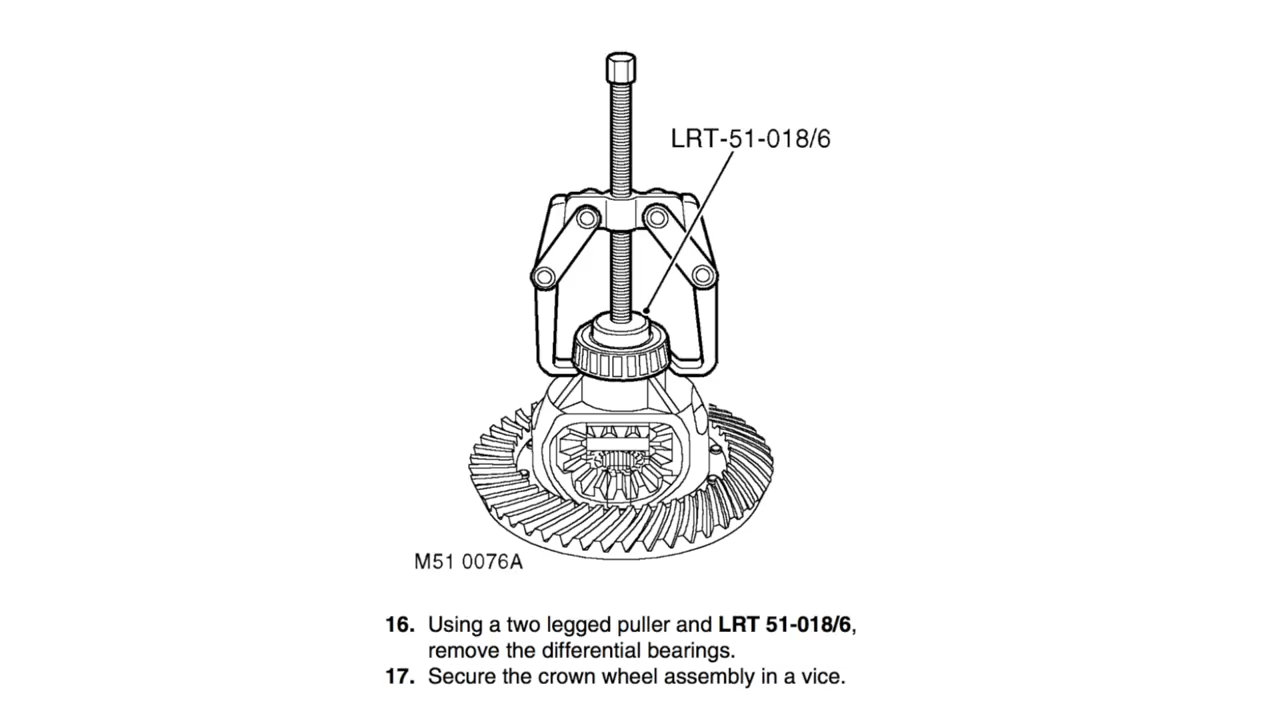 LRT-51-018/6
M51 0076A
16. Using a two legged puller and LRT 51-018/6,
remove the differential bearings.
17. Secure the crown wheel assembly in a vice.